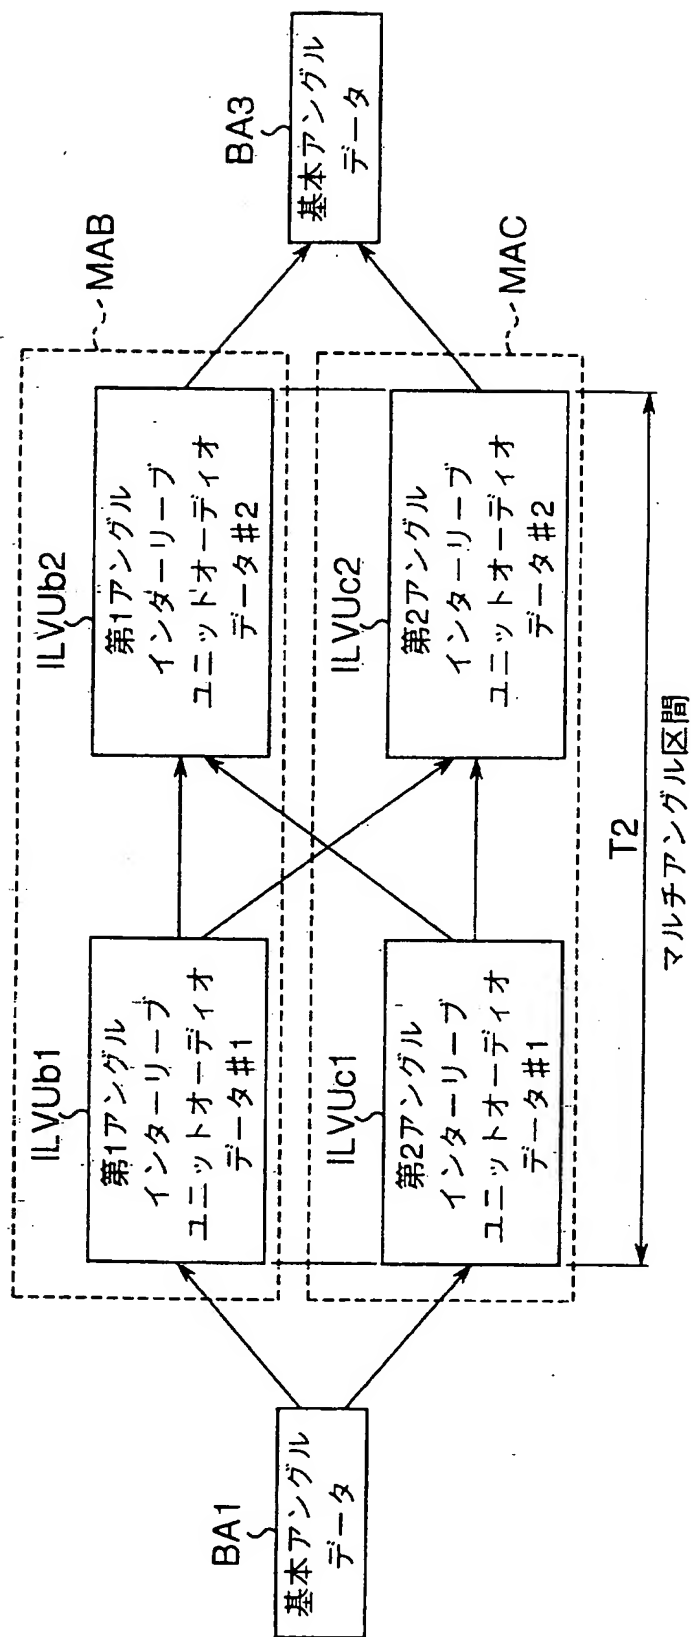 BA1
基本アングル
データ
MAB
ILVUb1
第1アングル
インターリーブ
ユニットオーディオ
データ#1
ILVUb2
第1アングル
インターリーブ
ユニットオーディオ
データ#2
MAC
ILVUc1
第2アングル
インターリーブ
ユニットオーディオ
データ#1
ILVUc2
第2アングル
インターリーブ
ユニットオーディオ
データ#2
BA3
基本アングル
データ
T2
マルチアングル区間